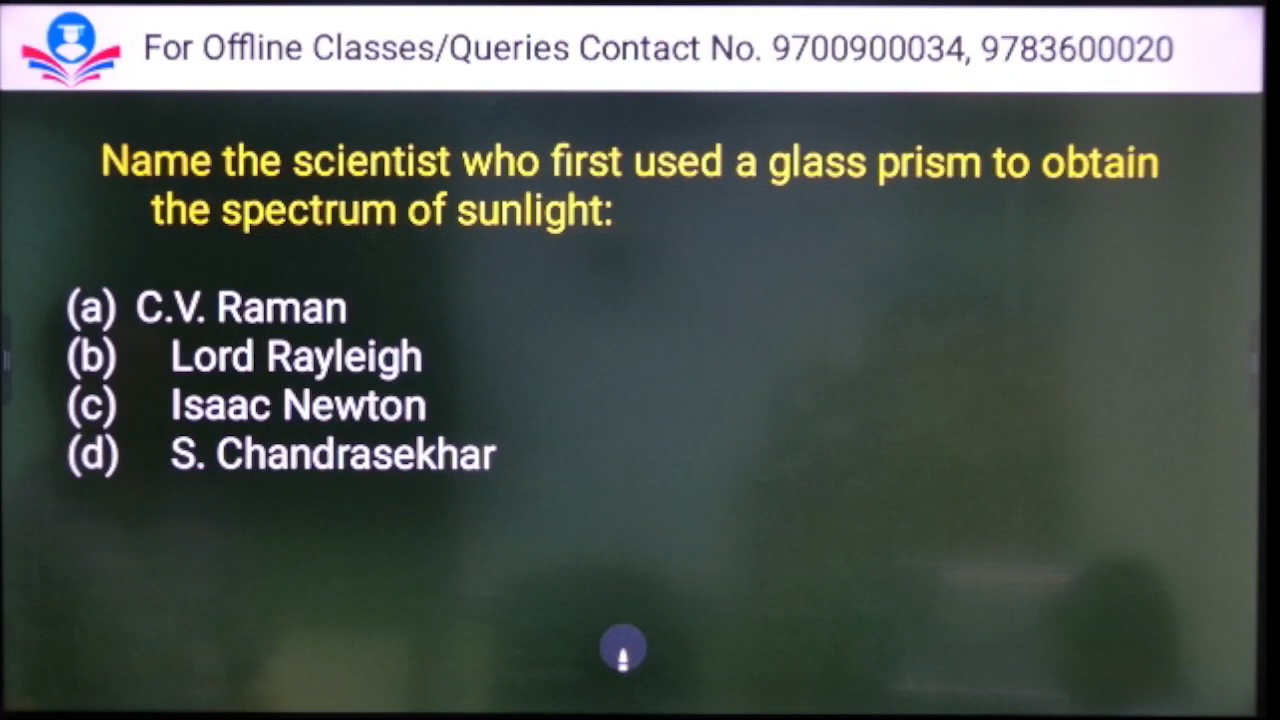 For Offline Classes/Queries Contact No. 9700900034, 9783600020
Name the scientist who first used a glass prism to obtain
the spectrum of sunlight:
(a) C.V. Raman
(b) Lord Rayleigh
(c) Isaac Newton
(d) S. Chandrasekhar